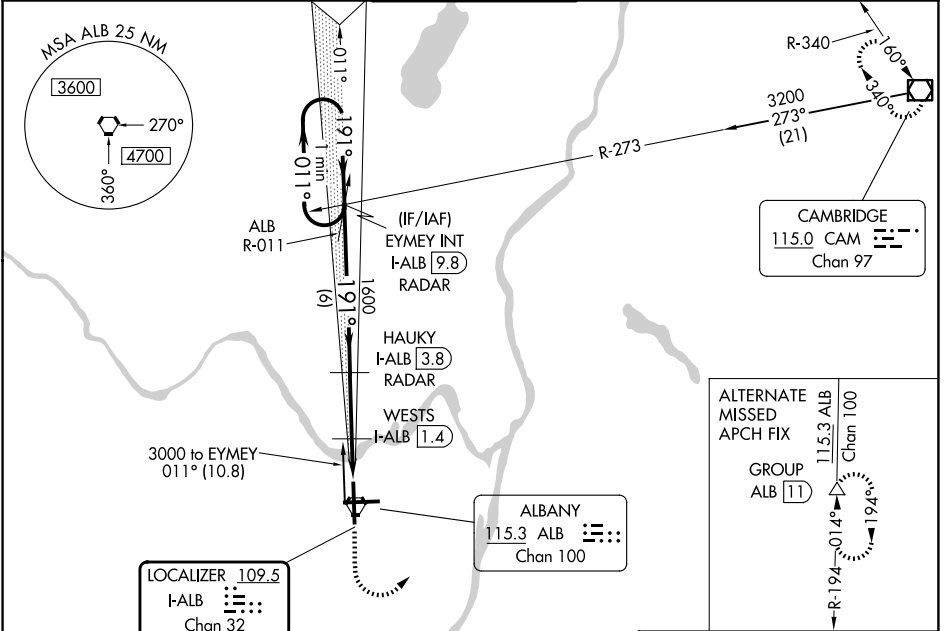 MSA ALB 25 NM
3600
270°
4700
360°
011°
191°
1 min
011°
ALB
R-011
(IF/IAF)
EYMEY INT
I-ALB 9.8
RADAR
1600
191°
(6)
HAUKY
I-ALB 3.8
RADAR
WESTS
I-ALB 1.4
3000 to EYMEY
011° (10.8)
R-340
160°
340°
3200
273°
(21)
R-273
CAMBRIDGE
115.0 CAM
Chan 97
ALBANY
115.3 ALB
Chan 100
LOCALIZER 109.5
I-ALB
Chan 32
ALTERNATE
MISSED
APCH FIX
115.3 ALB
Chan 100
GROUP
ALB 11
014°
194°
R-194